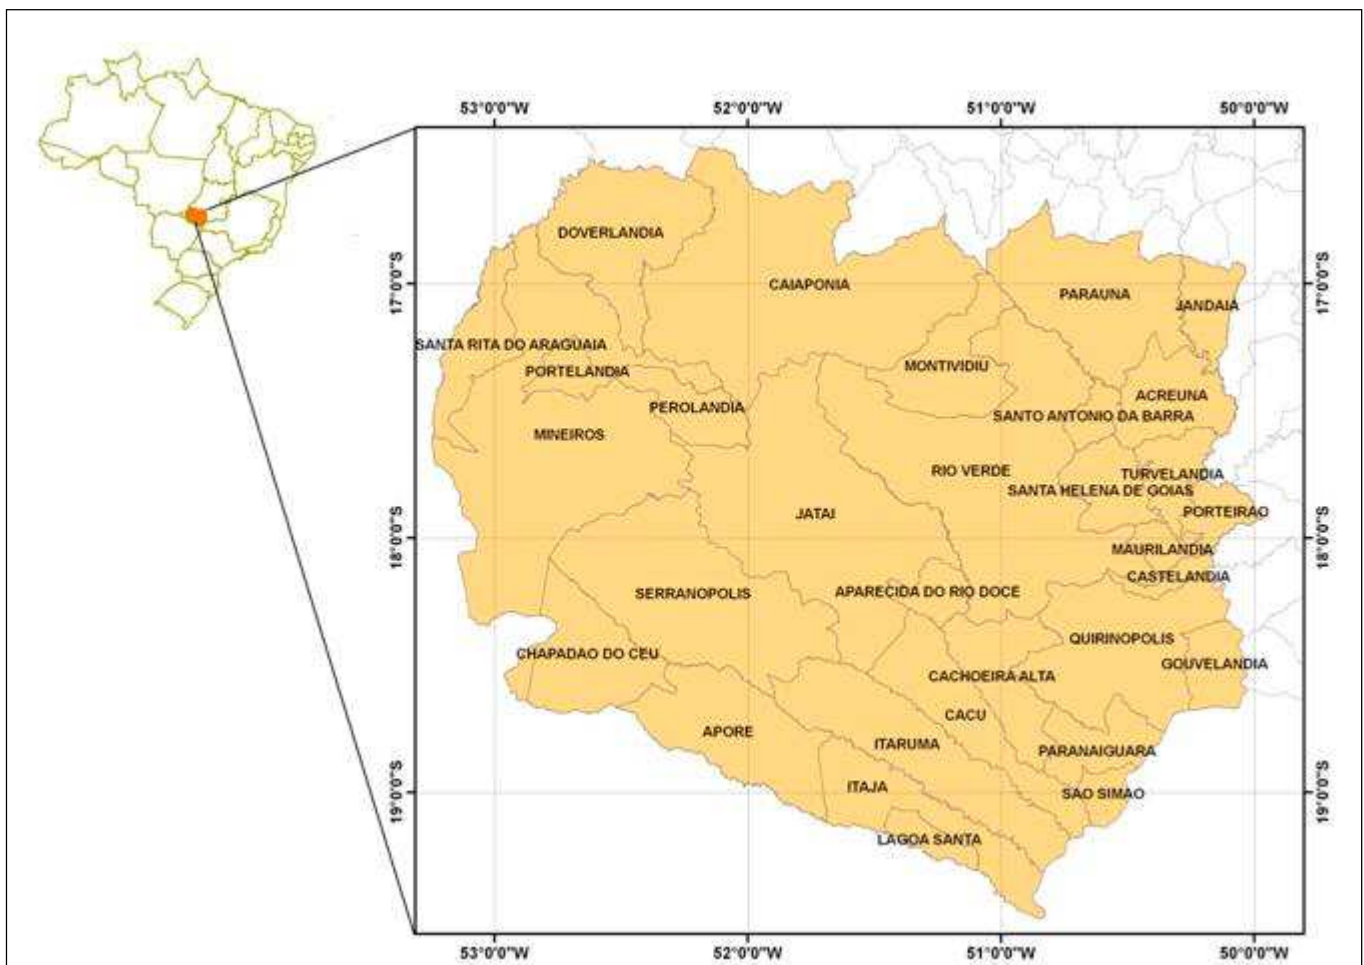 53°0'0"W 52°0'0"W 51°0'0"W 50°0'0"W
DOVERLANDIA
CAIAPONIA
17°0'0"S
PARAUNA
17°0'0"S
JANDAIA
SANTA RITA DO ARAGUAIA
MONTIVIDIU
PORTELANDIA
ACREUNA
PEROLANDIA
SANTO ANTONIO DA BARRA
MINEIROS
RIO VERDE
TURVELANDIA
SANTA HELENA DE GOIAS
JATAI
PORTEIRAO
18°0'0"S
18°0'0"S
MAURILANDIA
CASTELANDIA
SERRANOPOLIS
APARECIDA DO RIO DOCE
QUIRINOPOLIS
CHAPADAO DO CEU
GOUVELANDIA
CACHOEIRA ALTA
CACU
APORE
ITARUMA
PARANAIGUARA
ITAJA
19°0'0"S
SAO SIMAO
19°0'0"S
LAGOA SANTA
53°0'0"W 52°0'0"W 51°0'0"W 50°0'0"W